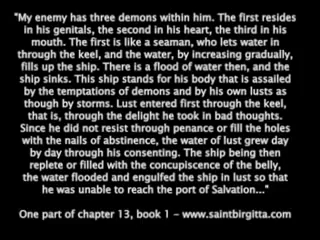 "My enemy has three demons within him. The first resides
in his genitals, the second in his heart, the third in his
mouth. The first is like a seaman, who lets water in
through the keel, and the water, by increasing gradually,
fills up the ship. There is a flood of water then, and the
ship sinks. This ship stands for his body that is assailed
by the temptations of demons and by his own lusts as
though by storms. Lust entered first through the keel,
that is, through the delight he took in bad thoughts.
Since he did not resist through penance or fill the holes
with the nails of abstinence, the water of lust grew day
by day through his consenting. The ship being then
replete or filled with the concupiscence of the belly,
the water flooded and engulfed the ship in lust so that
he was unable to reach the port of Salvation..."
One part of chapter 13, book 1 - www.saintbirgitta.com